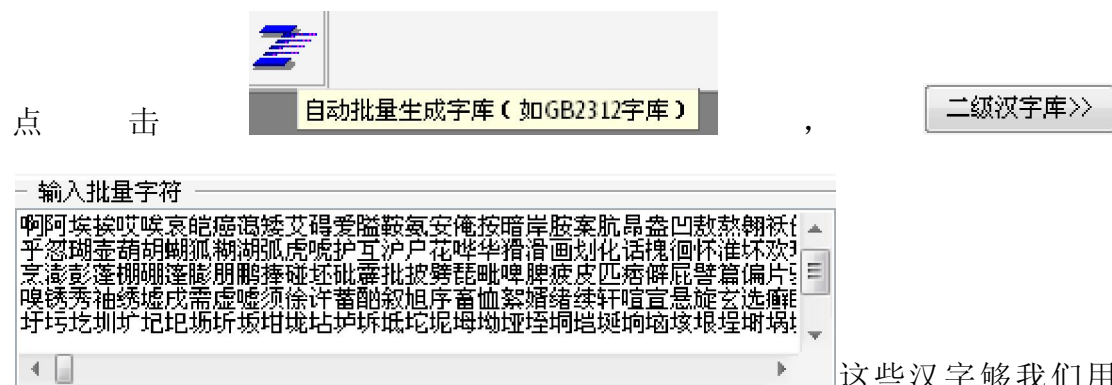 自动批量生成字库(如GB2312字库)
点击,二级汉字库>>
输入批量字符
啊阿埃挨哎唉哀皑癌蔼矮艾碍爱隘鞍氨安俺按暗岸胺案肮昂盎凹敖熬翱袄
乎忽瑚壶葫胡蝴狐糊湖弧虎唬护互沪户花哗华猾滑画划化话槐徊怀淮坏欢
烹澎彭蓬棚硼篷膨朋鹏捧碰坯砒霹批披劈琵毗啤脾疲皮匹痞僻屁譬篇偏片
嗅锈秀袖绣墟戌需虚嘘须徐许蓄酗叙旭序畜恤絮婿绪续轩喧宣悬旋玄选癣
圩圬圪圳圹圮圯坜圻坂坩垅坫垆坼坻坨坭坶坳垭垤垌垲埏垧垴垓垠埕埘埚
这些汉字够我们用